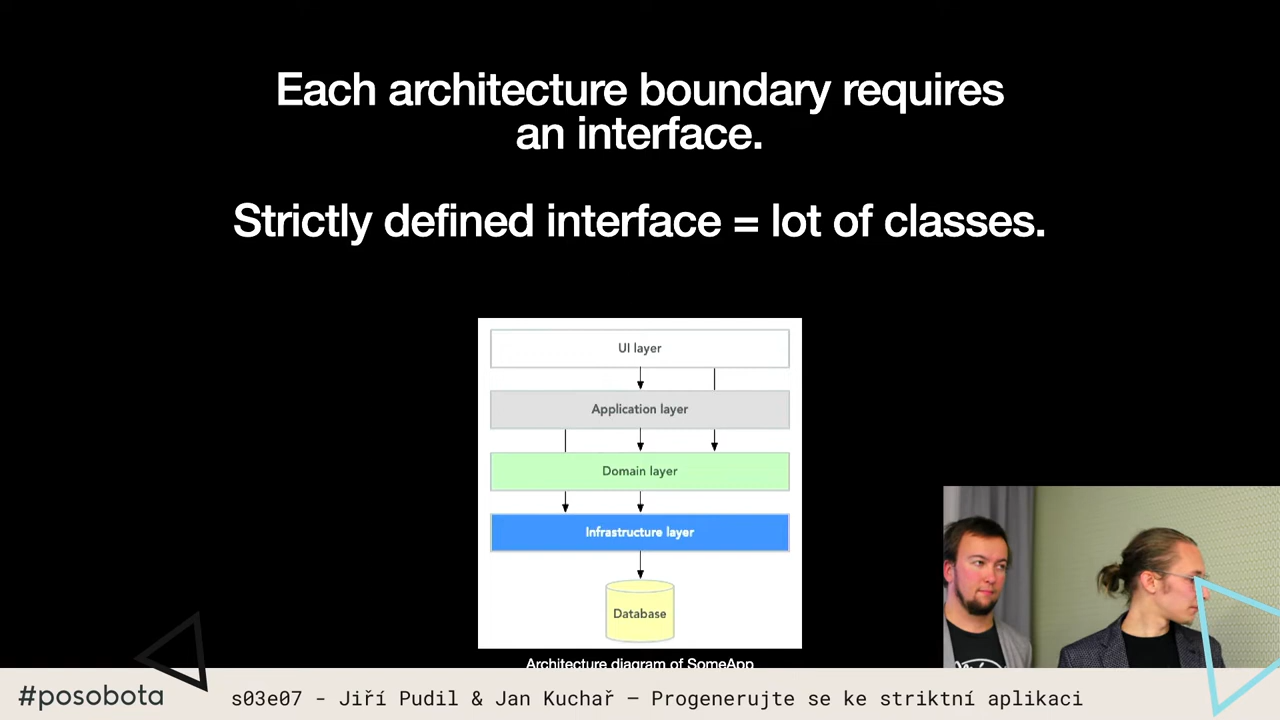 Each architecture boundary requires
an interface.
Strictly defined interface = lot of classes.
UI layer
Application layer
Domain layer
Infrastructure layer
Database
Architecture diagram of SomeApp
#posobota
s03e07 - Jiří Pudil & Jan Kuchař – Progenerujte se ke striktní aplikaci